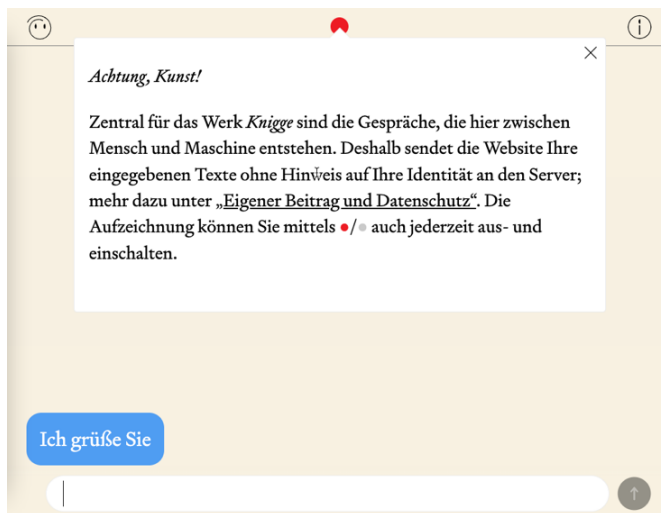 Achtung, Kunst!
Zentral für das Werk Knigge sind die Gespräche, die hier zwischen
Mensch und Maschine entstehen. Deshalb sendet die Website Ihre
eingegebenen Texte ohne Hinweis auf Ihre Identität an den Server;
mehr dazu unter „Eigener Beitrag und Datenschutz“. Die
Aufzeichnung können Sie mittels ●/● auch jederzeit aus- und
einschalten.
Ich grüße Sie